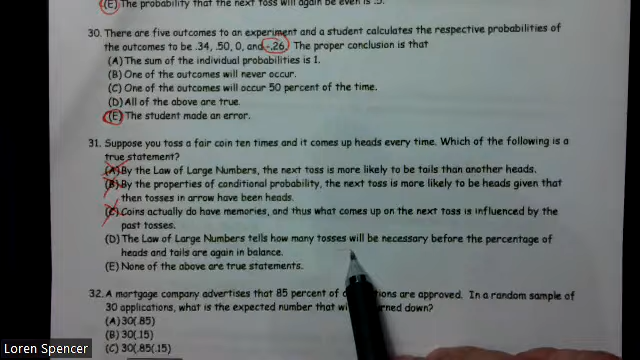 (E) The probability that the next toss will again be even is .5.
30. There are five outcomes to an experiment and a student calculates the respective probabilities of
the outcomes to be .34, .50, 0, and -.26. The proper conclusion is that
(A) The sum of the individual probabilities is 1.
(B) One of the outcomes will never occur.
(C) One of the outcomes will occur 50 percent of the time.
(D) All of the above are true.
(E) The student made an error.
31. Suppose you toss a fair coin ten times and it comes up heads every time. Which of the following is a
true statement?
(A) By the Law of Large Numbers, the next toss is more likely to be tails than another heads.
(B) By the properties of conditional probability, the next toss is more likely to be heads given that
then tosses in arrow have been heads.
(C) Coins actually do have memories, and thus what comes up on the next toss is influenced by the
past tosses.
(D) The Law of Large Numbers tells how many tosses will be necessary before the percentage of
heads and tails are again in balance.
(E) None of the above are true statements.
32. A mortgage company advertises that 85 percent of are approved. In a random sample of
30 applications, what is the expected number that down?
(A) 30(.85)
(B) 30(.15)
(C) 30(.85)(.15)
Loren Spencer